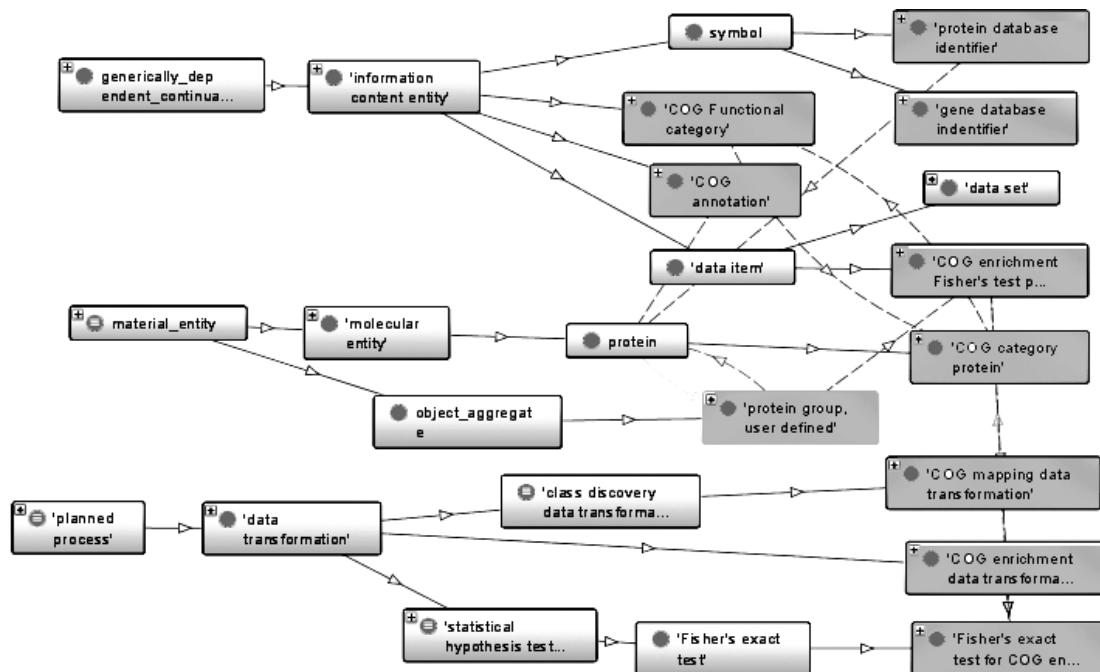 symbol
'protein database
identifier'
generically_dep
endent_continua...
'information
content entity'
'COG Functional
category'
'gene database
indentifier'
'COG
annotation'
'data set'
'data item'
'COG enrichment
Fisher's test p...
material_entity
'molecular
entity'
protein
'COG category
protein'
object_aggregat
e
'protein group,
user defined'
'class discovery
data transforma...
'COG mapping data
transformation'
'planned
process'
'data
transformation'
'COG enrichment
data transforma...
'statistical
hypothesis test...
'Fisher's exact
test'
'Fisher's exact
test for COG en...